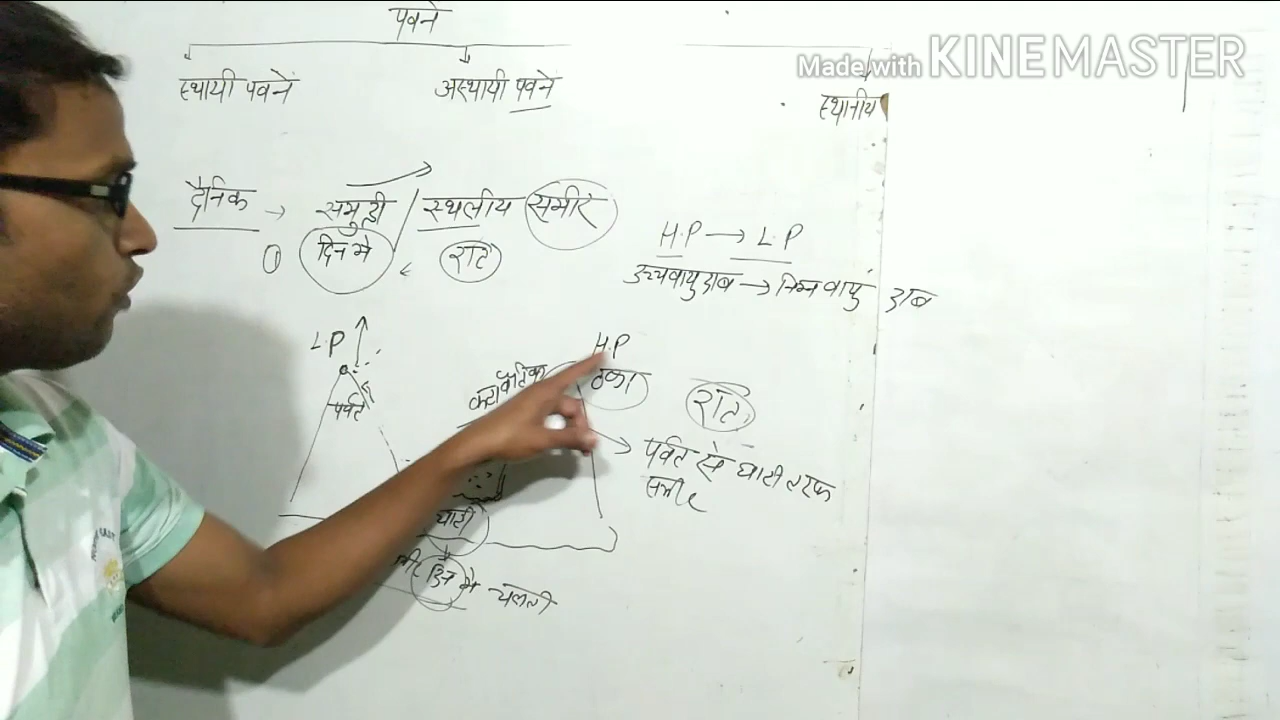 पवने
Made with KINEMASTER
स्थायी पवनें अस्थायी पवने स्थानीय
दैनिक → समुद्री / स्थलीय समीर
① दिन मे रात
H.P → L.P
उच्चवायुदाब → निम्न वायु दाब
L.P H.P
ठण्डा रात
पर्वत
पर्वत से घाटी तरफ
समीर
घाटी
दिन मे चलती